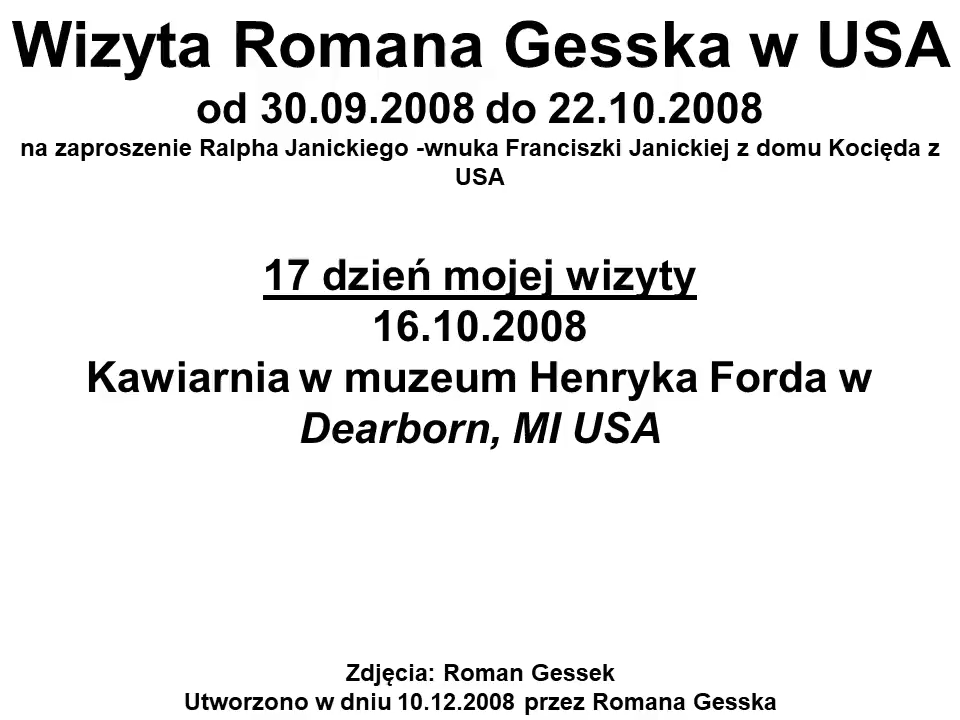 Wizyta Romana Gesska w USA
od 30.09.2008 do 22.10.2008
na zaproszenie Ralpha Janickiego -wnuka Franciszki Janickiej z domu Kocięda z
USA
17 dzień mojej wizyty
16.10.2008
Kawiarnia w muzeum Henryka Forda w
Dearborn, MI USA
Zdjęcia: Roman Gessek
Utworzono w dniu 10.12.2008 przez Romana Gesska